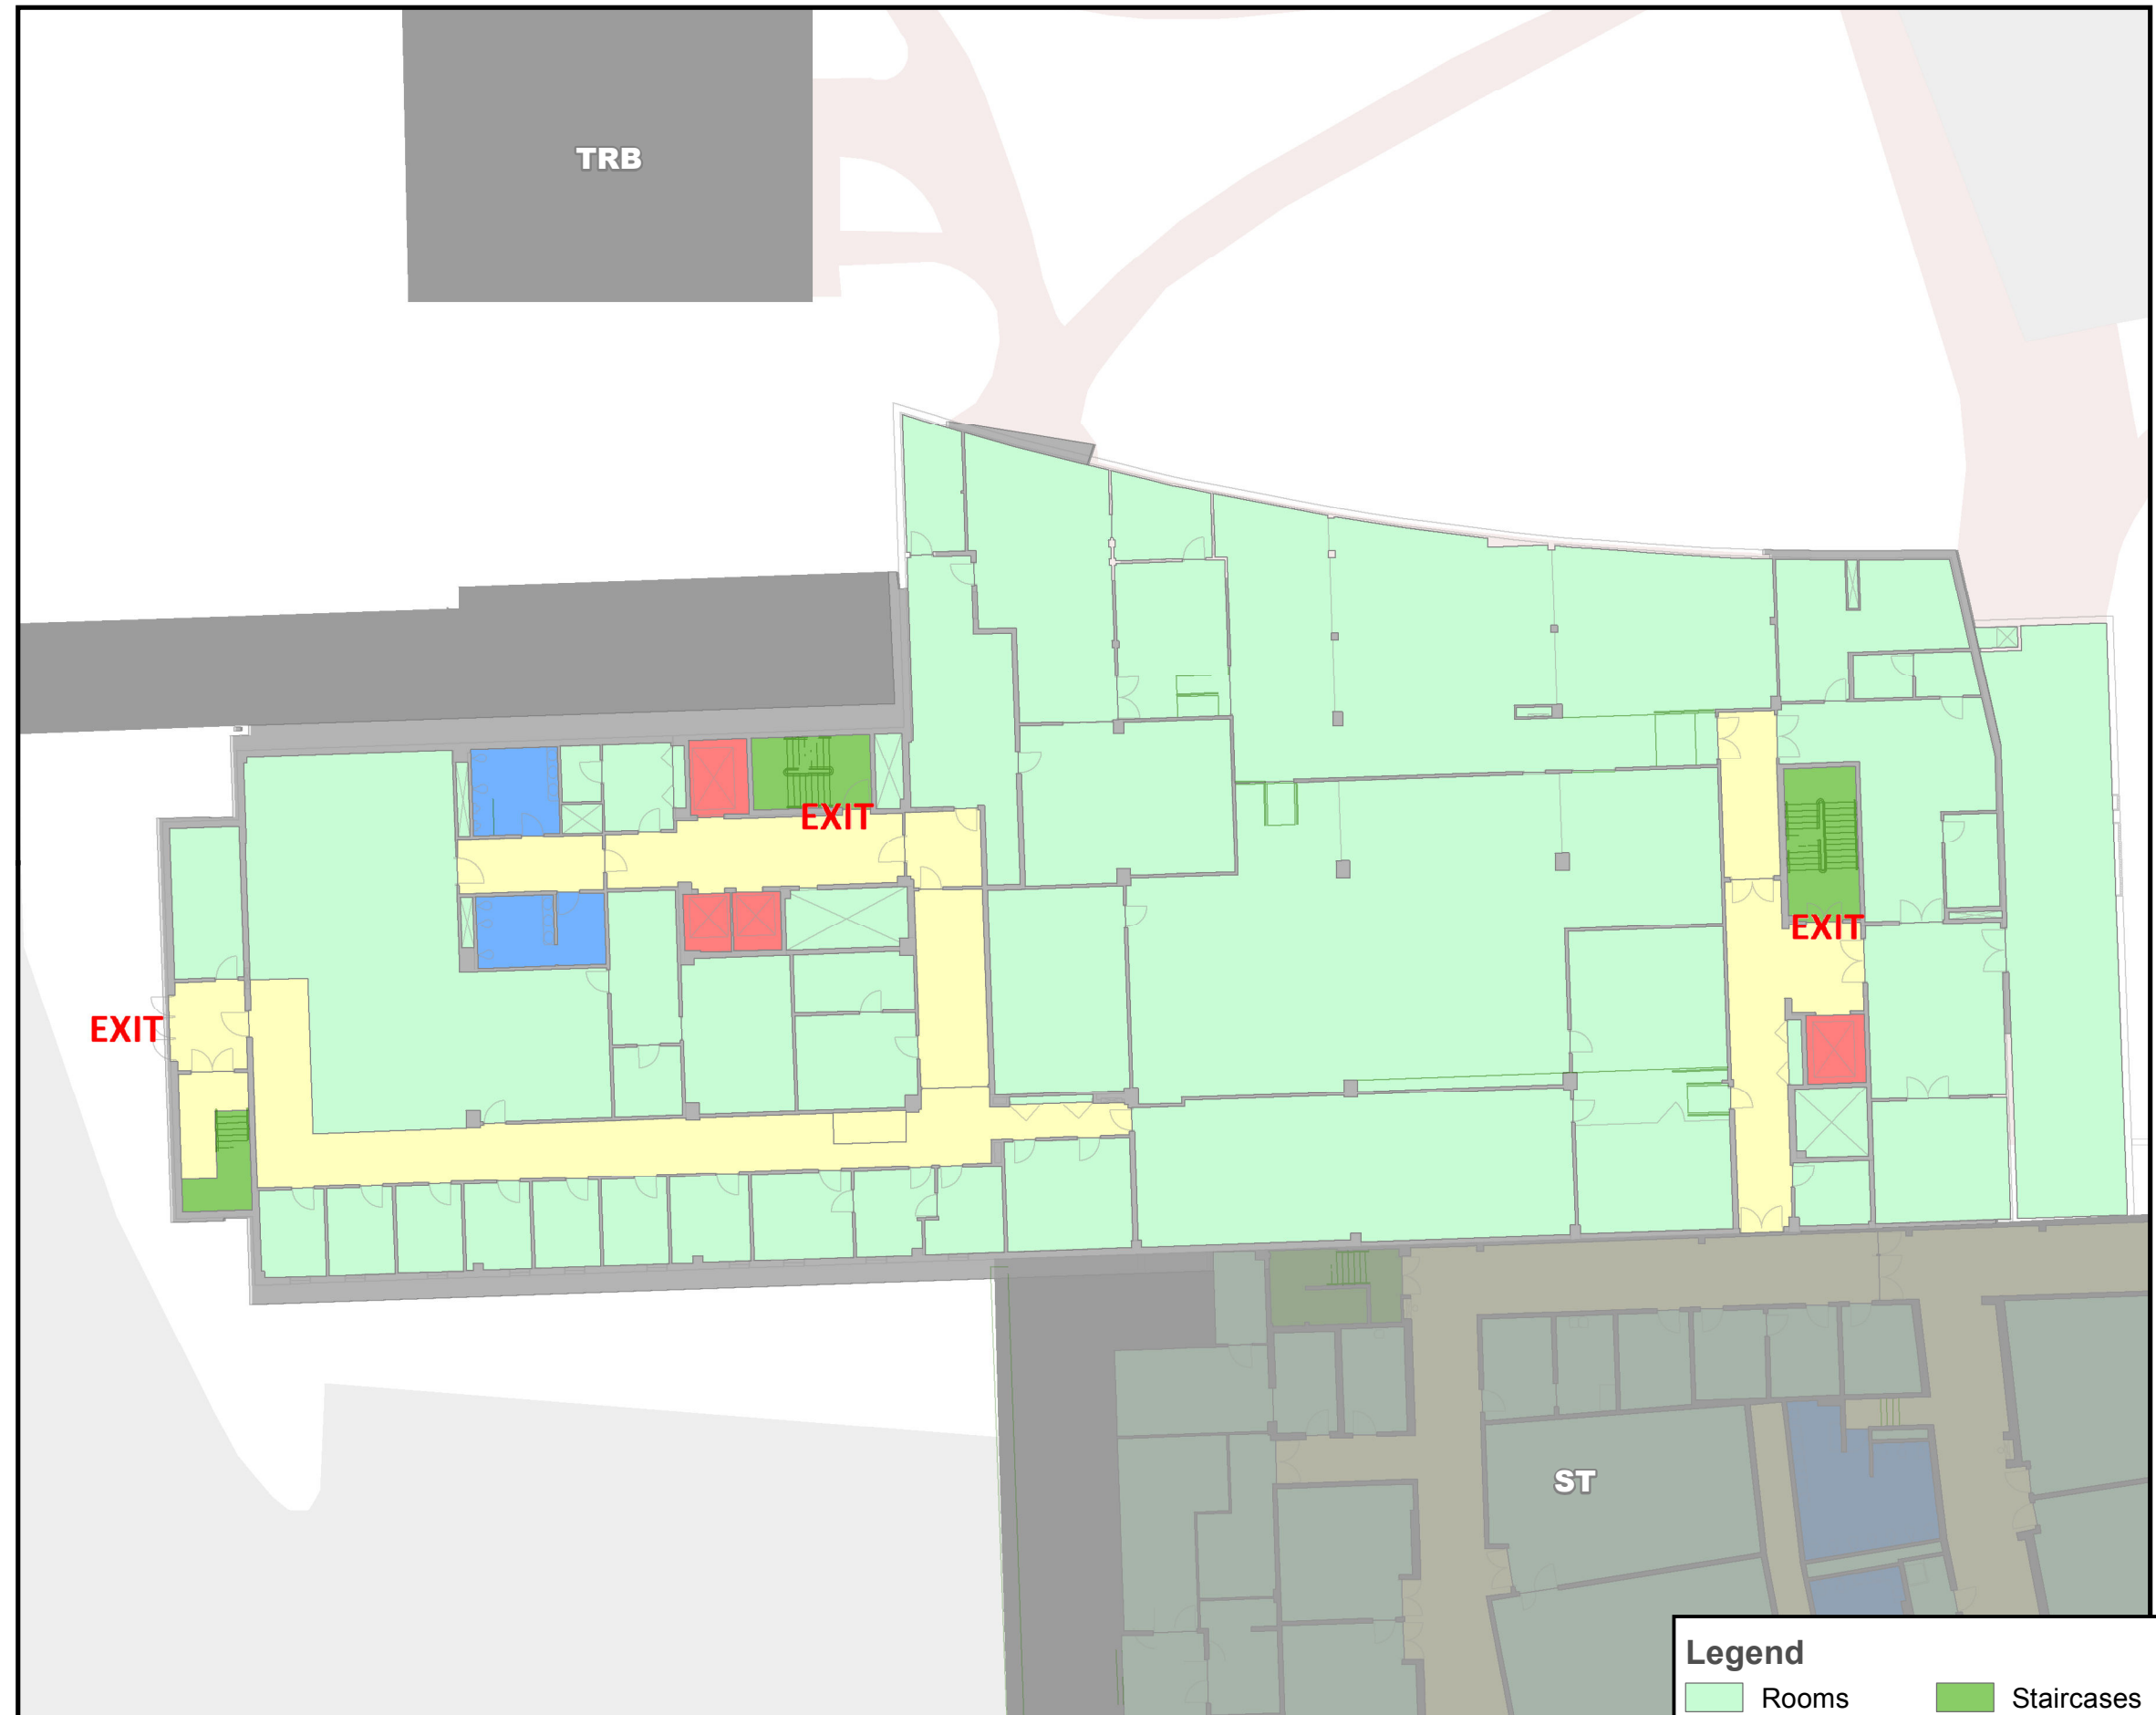 TRB
EXIT
EXIT
EXIT
ST
Legend
Rooms
Staircases